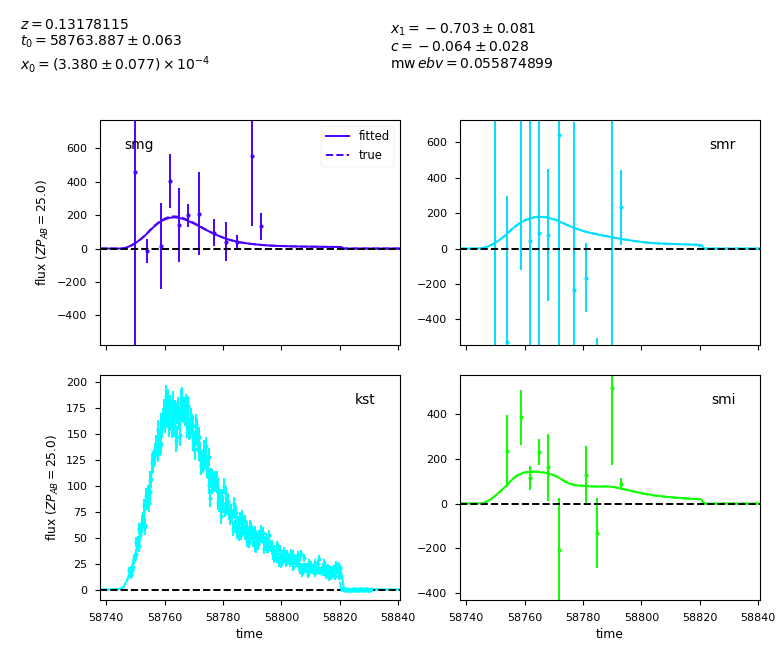 z = 0.13178115
t₀ = 58763.887 ± 0.063
x₀ = (3.380 ± 0.077) × 10⁻⁴
x₁ = −0.703 ± 0.081
c = −0.064 ± 0.028
mw ebv = 0.055874899
smg
fitted
true
600
400
200
0
−200
−400
flux (ZP_AB = 25.0)
smr
600
400
200
0
−200
−400
kst
200
175
150
125
100
75
50
25
0
flux (ZP_AB = 25.0)
58740 58760 58780 58800 58820 58840
time
smi
400
200
0
−200
−400
58740 58760 58780 58800 58820 58840
time